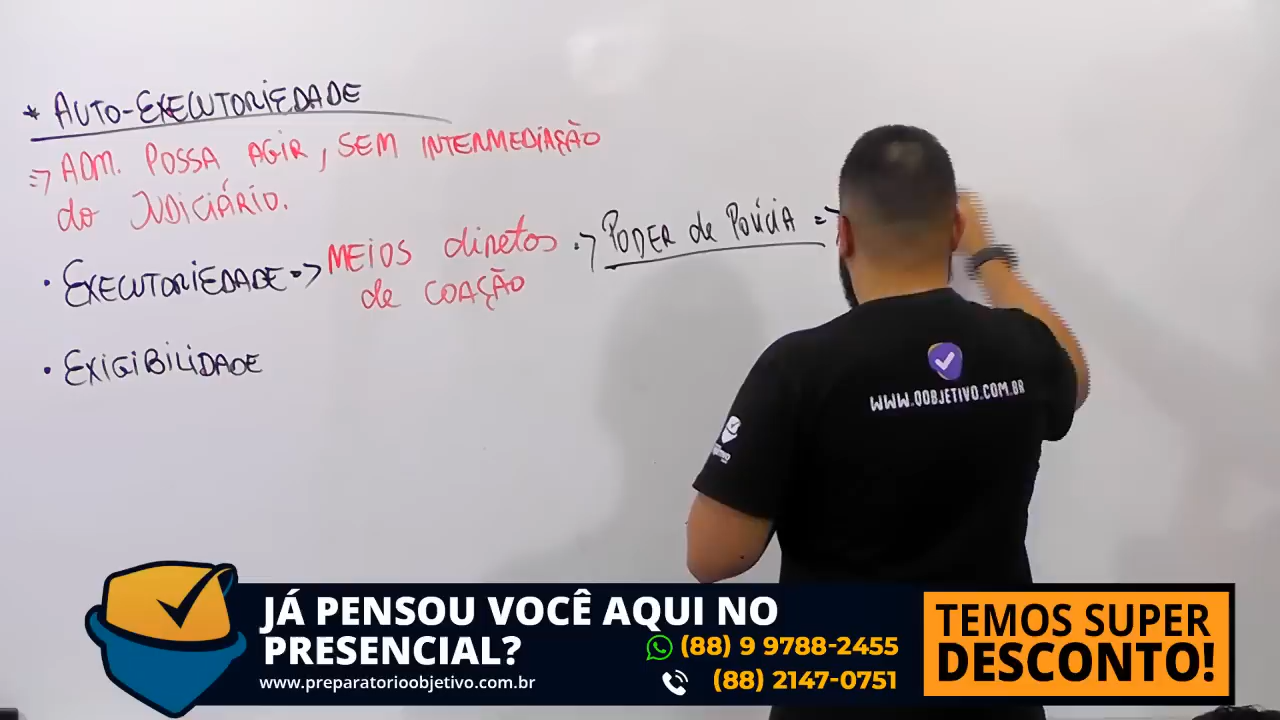 * AUTO-EXECUTORIEDADE
=> ADM. POSSA AGIR, SEM INTERMEDIAÇÃO
do JUDICIÁRIO.
• EXECUTORIEDADE => MEIOS diretos => PODER de POLÍCIA =>
de COAÇÃO
• EXIGIBILIDADE
WWW.OOBJETIVO.COM.BR
JÁ PENSOU VOCÊ AQUI NO
PRESENCIAL?
www.preparatorioobjetivo.com.br
(88) 9 9788-2455
(88) 2147-0751
TEMOS SUPER
DESCONTO!